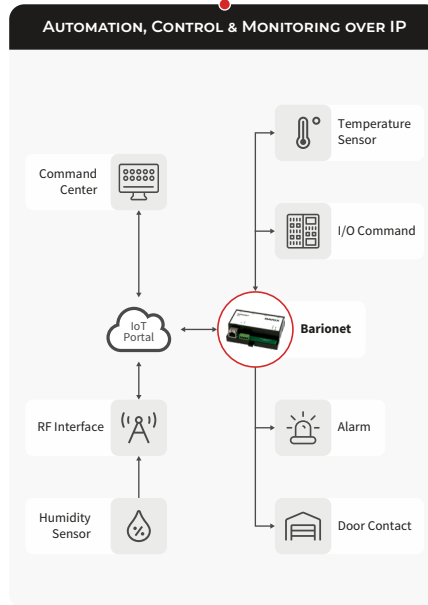 Automation, Control & Monitoring over IP
Temperature
Sensor
Command
Center
I/O Command
IoT
Portal
Barionet
RF Interface
Alarm
Humidity
Sensor
Door Contact